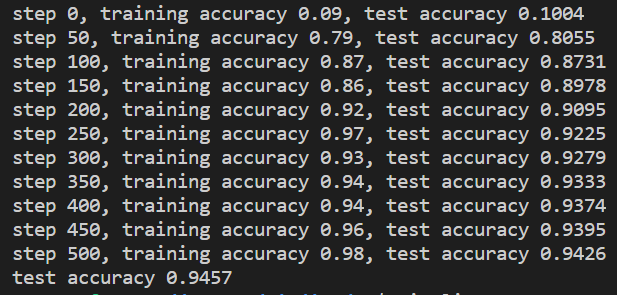 step 0, training accuracy 0.09, test accuracy 0.1004
step 50, training accuracy 0.79, test accuracy 0.8055
step 100, training accuracy 0.87, test accuracy 0.8731
step 150, training accuracy 0.86, test accuracy 0.8978
step 200, training accuracy 0.92, test accuracy 0.9095
step 250, training accuracy 0.97, test accuracy 0.9225
step 300, training accuracy 0.93, test accuracy 0.9279
step 350, training accuracy 0.94, test accuracy 0.9333
step 400, training accuracy 0.94, test accuracy 0.9374
step 450, training accuracy 0.96, test accuracy 0.9395
step 500, training accuracy 0.98, test accuracy 0.9426
test accuracy 0.9457